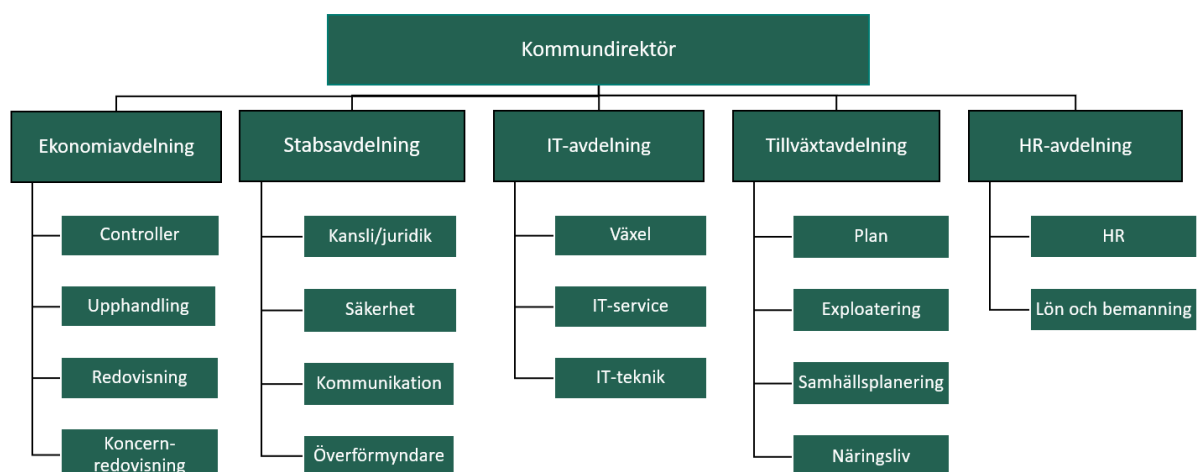 Kommundirektör
Ekonomiavdelning
Stabsavdelning
IT-avdelning
Tillväxtavdelning
HR-avdelning
Controller
Upphandling
Redovisning
Koncern-
redovisning
Kansli/juridik
Säkerhet
Kommunikation
Överförmyndare
Växel
IT-service
IT-teknik
Plan
Exploatering
Samhällsplanering
Näringsliv
HR
Lön och bemanning